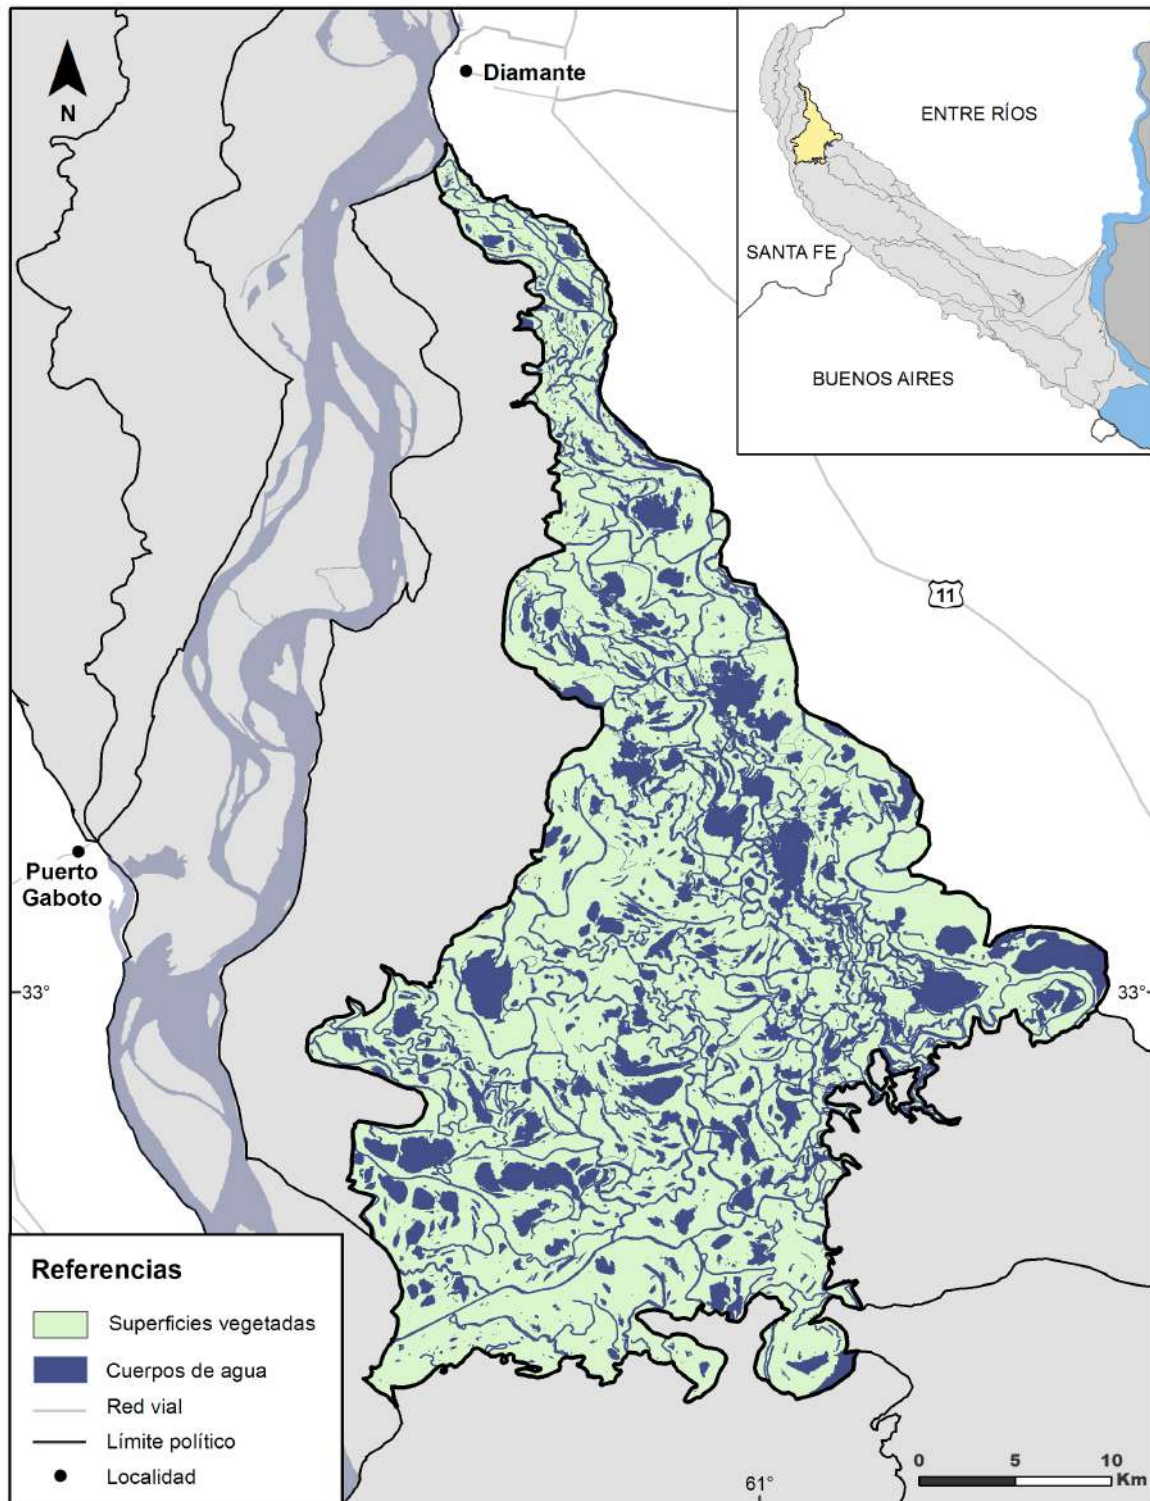 N
Diamante
ENTRE RÍOS
SANTA FE
BUENOS AIRES
11
Puerto
Gaboto
33°
33°
Referencias
Superficies vegetadas
Cuerpos de agua
Red vial
Límite político
Localidad
61°
0 5 10
Km